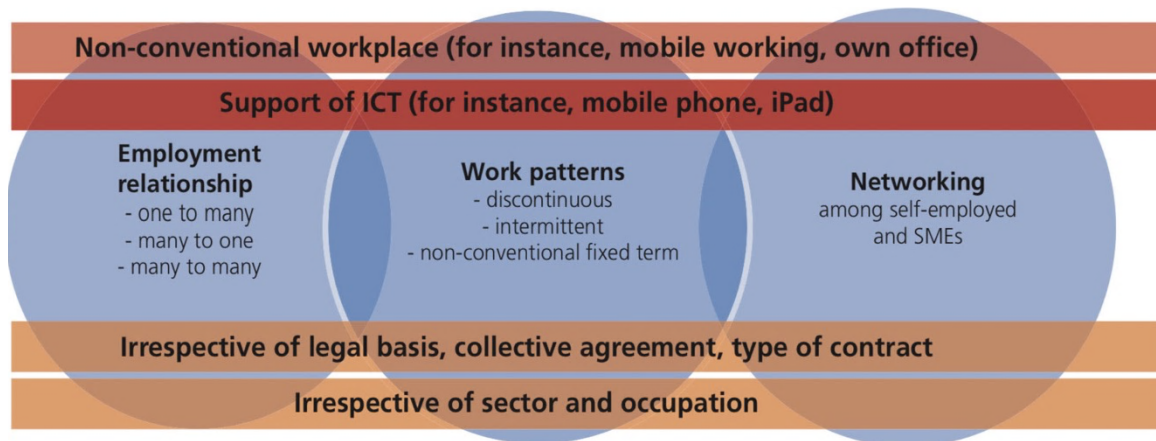 Non-conventional workplace (for instance, mobile working, own office)
Support of ICT (for instance, mobile phone, iPad)
Employment
relationship
- one to many
- many to one
- many to many
Work patterns
- discontinuous
- intermittent
- non-conventional fixed term
Networking
among self-employed
and SMEs
Irrespective of legal basis, collective agreement, type of contract
Irrespective of sector and occupation